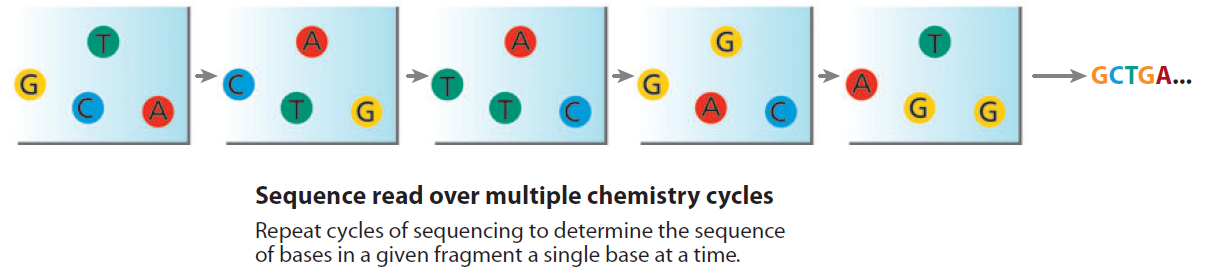 T
G
C
A
A
C
T
G
A
T
T
C
G
G
A
C
T
A
G
G
GCTGA...
Sequence read over multiple chemistry cycles
Repeat cycles of sequencing to determine the sequence
of bases in a given fragment a single base at a time.